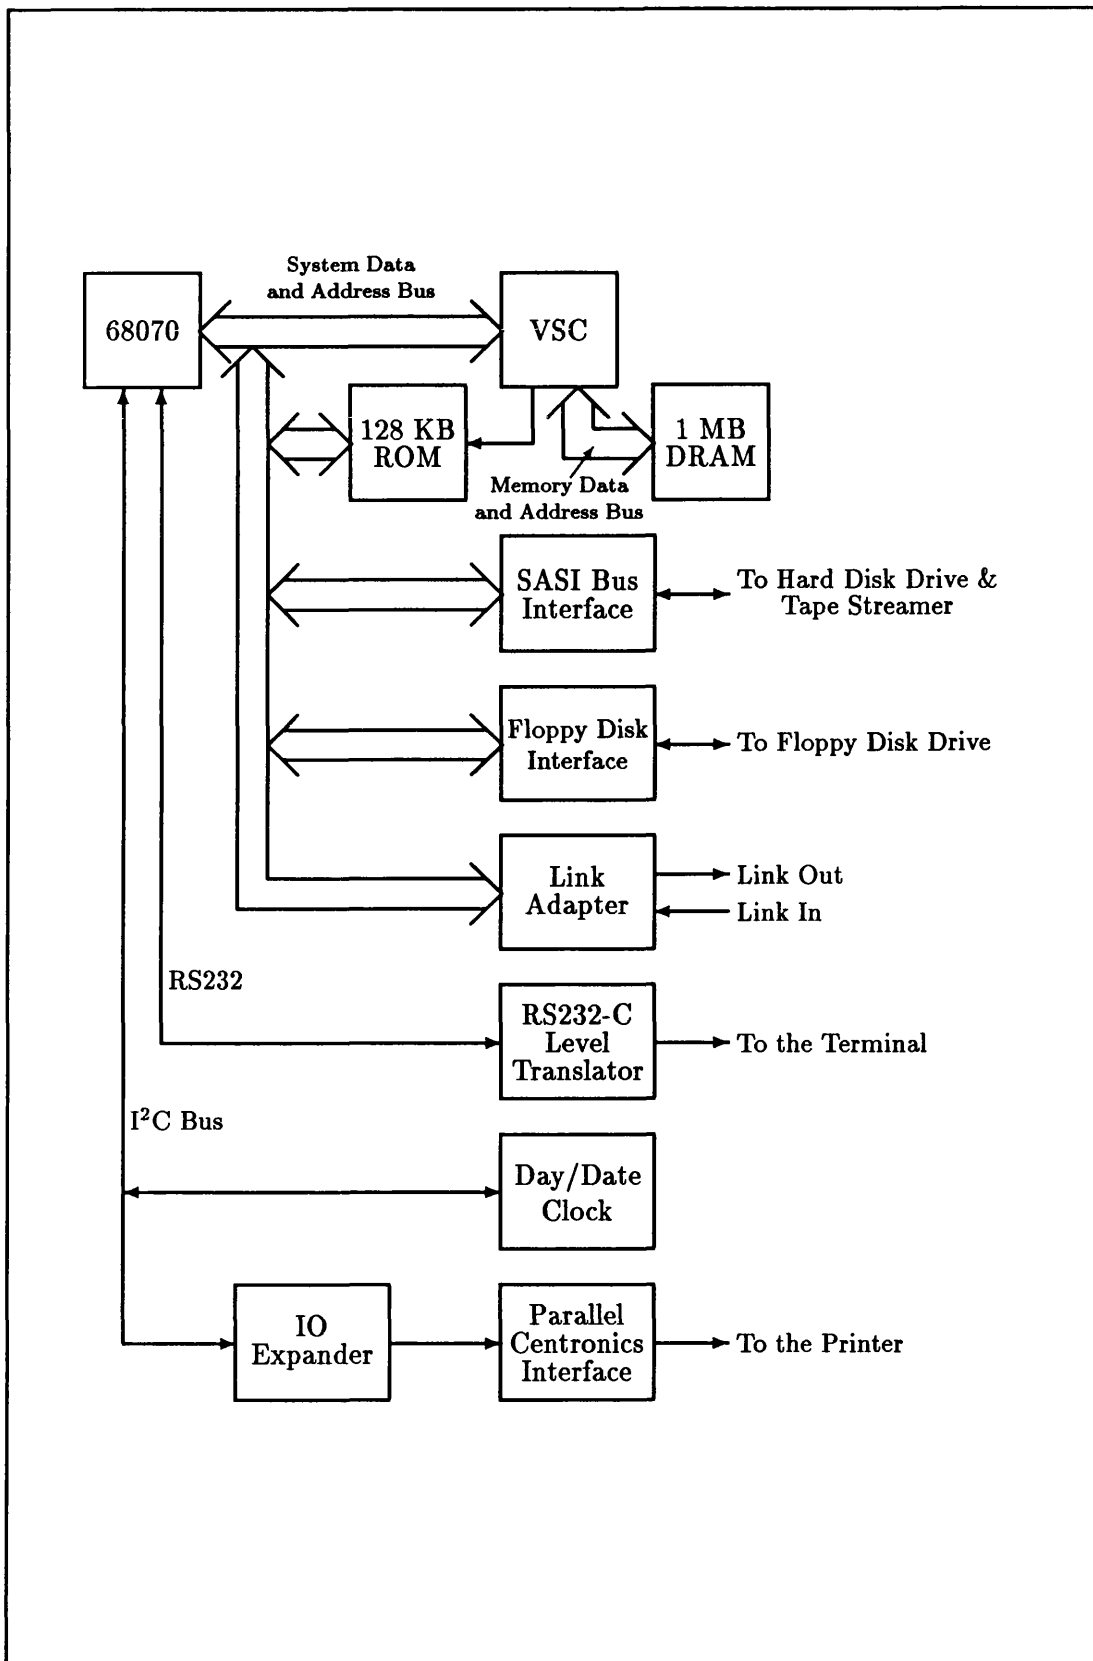 System Data
and Address Bus
68070
VSC
128 KB
ROM
1 MB
DRAM
Memory Data
and Address Bus
SASI Bus
Interface
To Hard Disk Drive &
Tape Streamer
Floppy Disk
Interface
To Floppy Disk Drive
Link
Adapter
Link Out
Link In
RS232
RS232-C
Level
Translator
To the Terminal
I²C Bus
Day/Date
Clock
IO
Expander
Parallel
Centronics
Interface
To the Printer